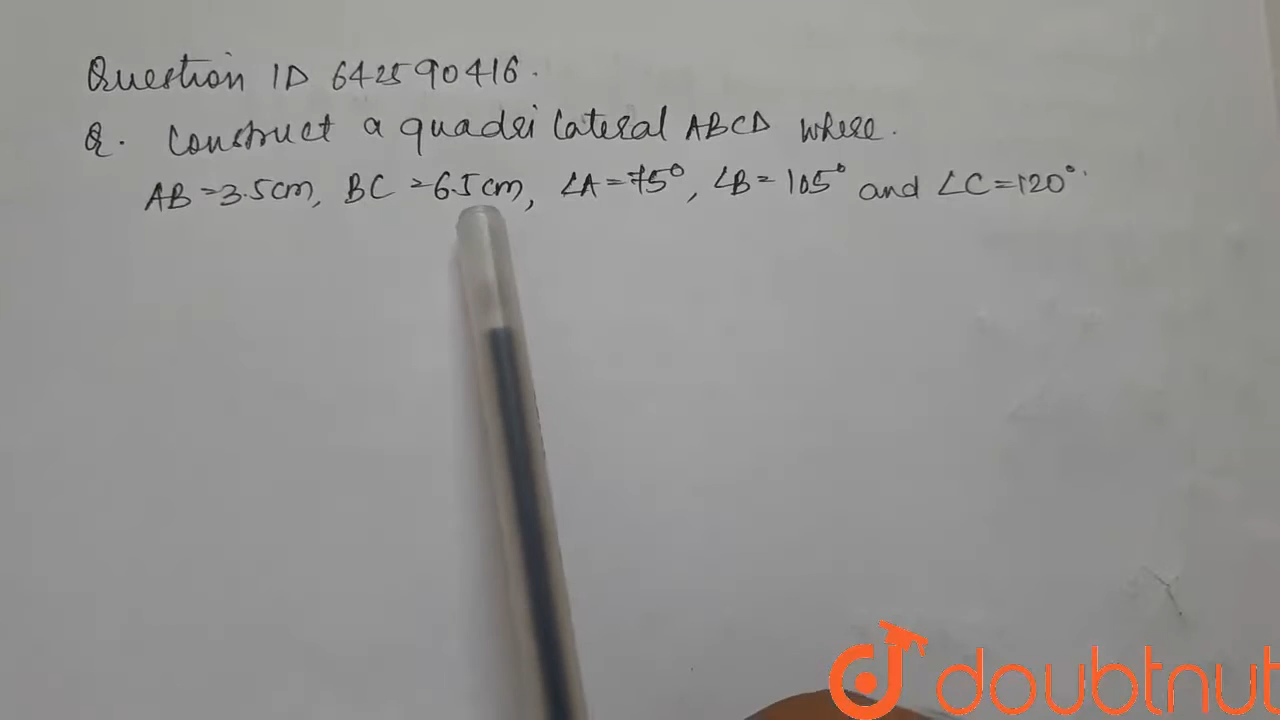 Question ID 642590416.
Q. Construct a quadrilateral ABCD where.
AB = 3.5cm, BC = 6.5cm, ∠A = 75°, ∠B = 105° and ∠C = 120°.
doubtnut